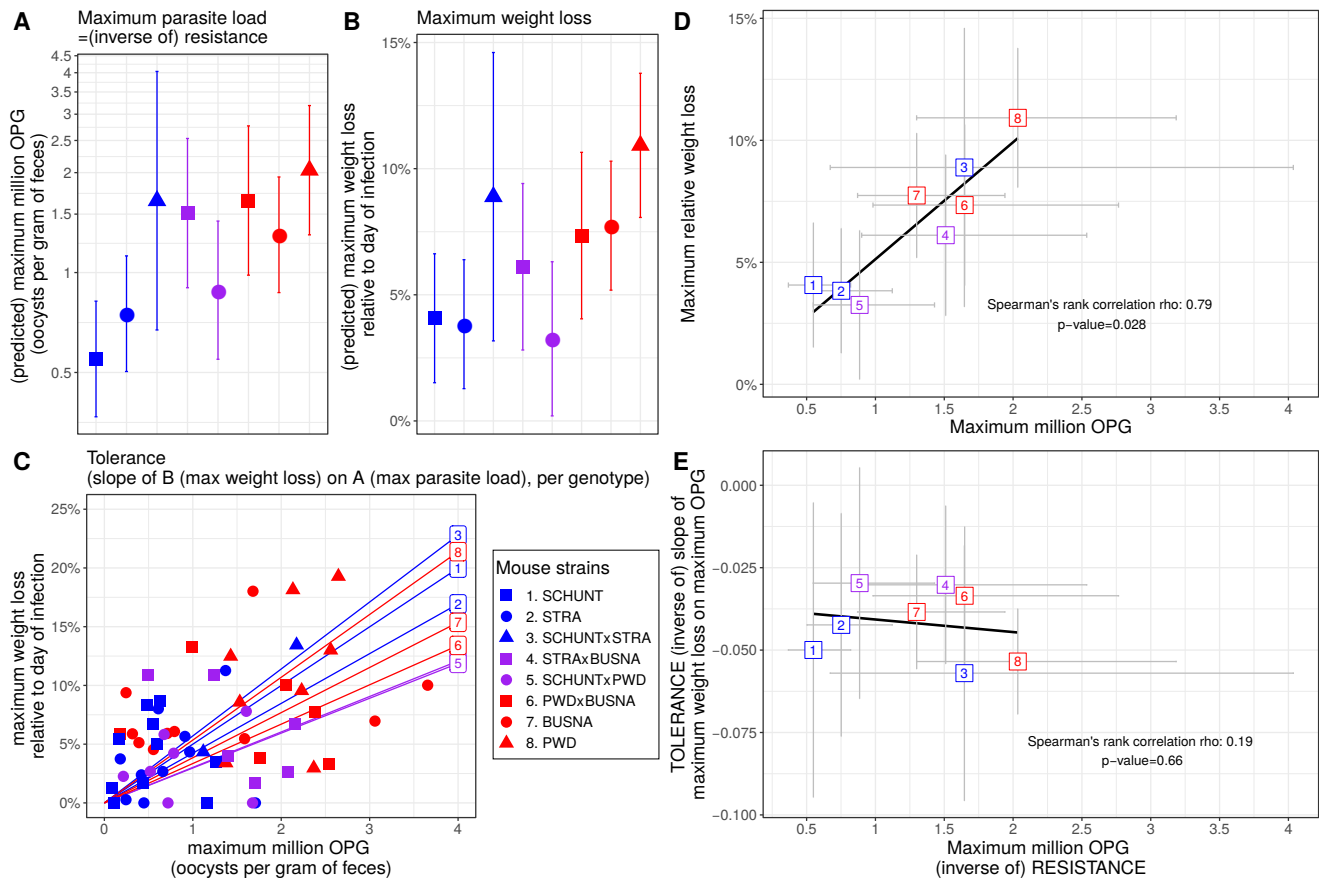 A
Maximum parasite load
=(inverse of) resistance
(predicted) maximum million OPG
(oocysts per gram of feces)
4.5
4
3.5
3
2.5
2
1.5
1
0.5
B
Maximum weight loss
(predicted) maximum weight loss
relative to day of infection
15%
10%
5%
0%
D
Maximum relative weight loss
15%
10%
5%
0%
1
2
3
4
5
6
7
8
Spearman's rank correlation rho: 0.79
p−value=0.028
0.5
1
1.5
2
2.5
3
3.5
4
Maximum million OPG
C
Tolerance
(slope of B (max weight loss) on A (max parasite load), per genotype)
maximum weight loss
relative to day of infection
25%
20%
15%
10%
5%
0%
3
8
1
2
7
6
5
0
1
2
3
4
maximum million OPG
(oocysts per gram of feces)
Mouse strains
1. SCHUNT
2. STRA
3. SCHUNTxSTRA
4. STRAxBUSNA
5. SCHUNTxPWD
6. PWDxBUSNA
7. BUSNA
8. PWD
E
TOLERANCE (inverse of) slope of
maximum weight loss on maximum OPG
0.000
−0.025
−0.050
−0.075
−0.100
1
2
3
4
5
6
7
8
Spearman's rank correlation rho: 0.19
p−value=0.66
0.5
1
1.5
2
2.5
3
3.5
4
Maximum million OPG
(inverse of) RESISTANCE